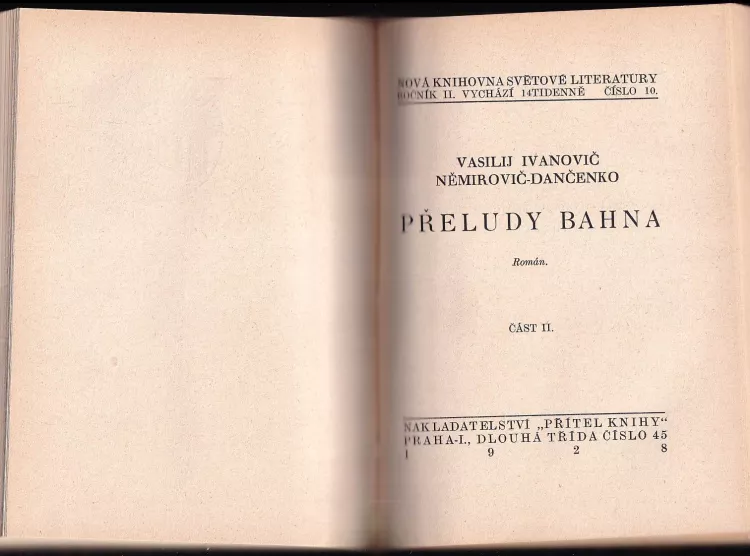 NOVÁ KNIHOVNA SVĚTOVÉ LITERATURY
ROČNÍK II. VYCHÁZÍ 14TIDENNĚ ČÍSLO 10.
VASILIJ IVANOVIČ
NĚMIROVIČ-DANČENKO
PŘELUDY BAHNA
Román.
ČÁST II.
NAKLADATELSTVÍ „PŘÍTEL KNIHY“
PRAHA-I., DLOUHÁ TŘÍDA ČÍSLO 45
1 9 2 8